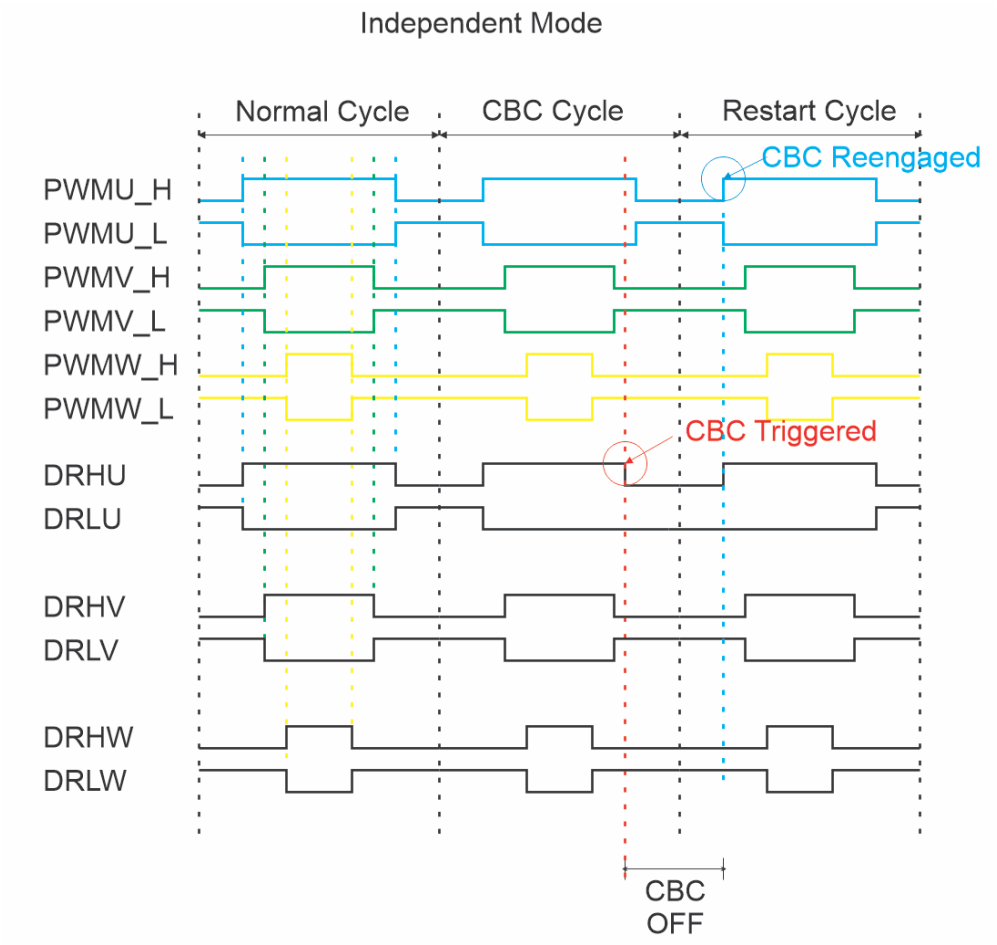 Independent Mode
Normal Cycle
CBC Cycle
Restart Cycle
CBC Reengaged
PWMU_H
PWMU_L
PWMV_H
PWMV_L
PWMW_H
PWMW_L
CBC Triggered
DRHU
DRLU
DRHV
DRLV
DRHW
DRLW
CBC
OFF